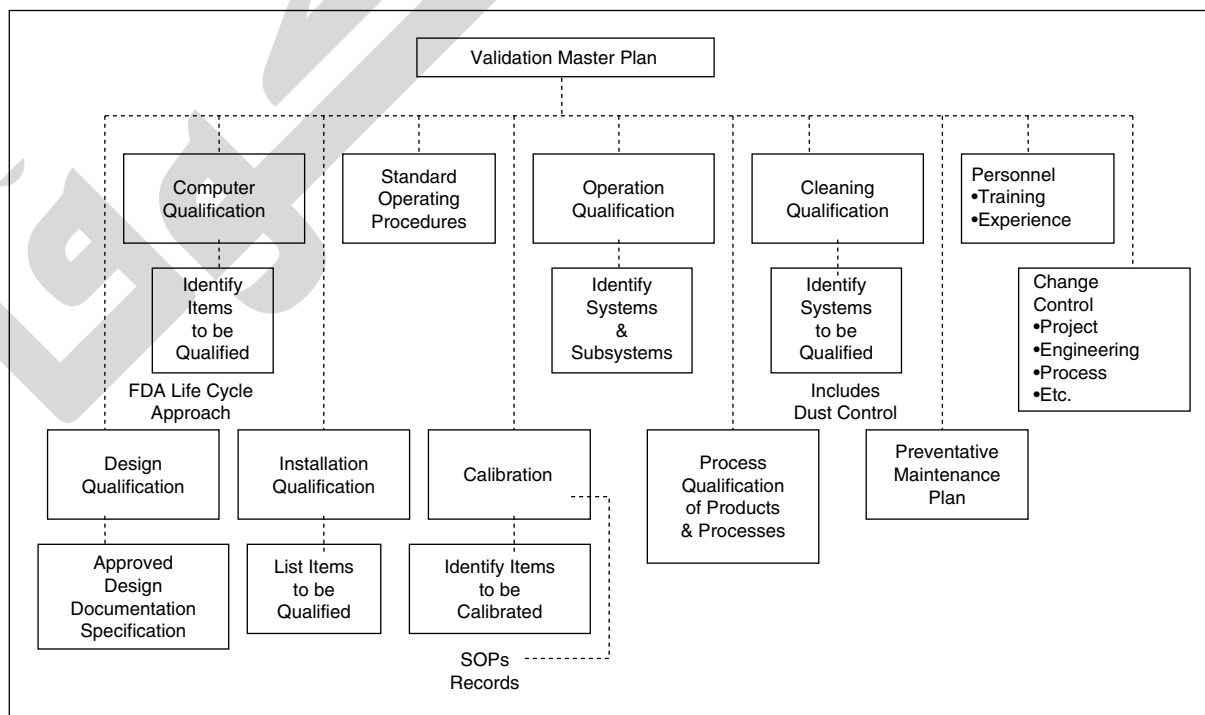 Validation Master Plan
Computer
Qualification
Standard
Operating
Procedures
Operation
Qualification
Cleaning
Qualification
Personnel
•Training
•Experience
Identify
Items
to be
Qualified
FDA Life Cycle
Approach
Identify
Systems
&
Subsystems
Identify
Systems
to be
Qualified
Includes
Dust Control
Change
Control
•Project
•Engineering
•Process
•Etc.
Design
Qualification
Installation
Qualification
Calibration
Process
Qualification
of Products
& Processes
Preventative
Maintenance
Plan
Approved
Design
Documentation
Specification
List Items
to be
Qualified
Identify Items
to be
Calibrated
SOPs
Records